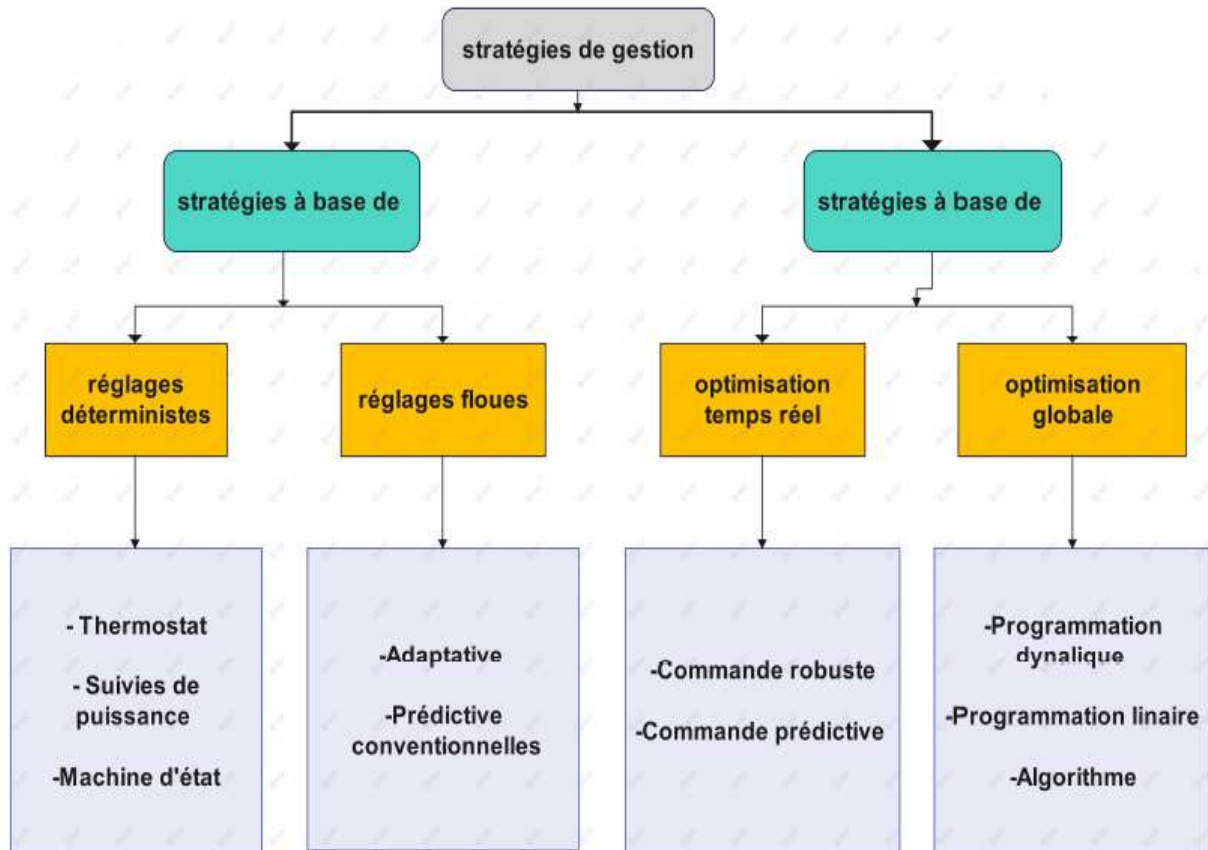 stratégies de gestion
stratégies à base de
stratégies à base de
réglages
déterministes
réglages floues
optimisation
temps réel
optimisation
globale
- Thermostat
- Suivies de
puissance
-Machine d'état
-Adaptative
-Prédictive
conventionnelles
-Commande robuste
-Commande prédictive
-Programmation
dynalique
-Programmation linaire
-Algorithme